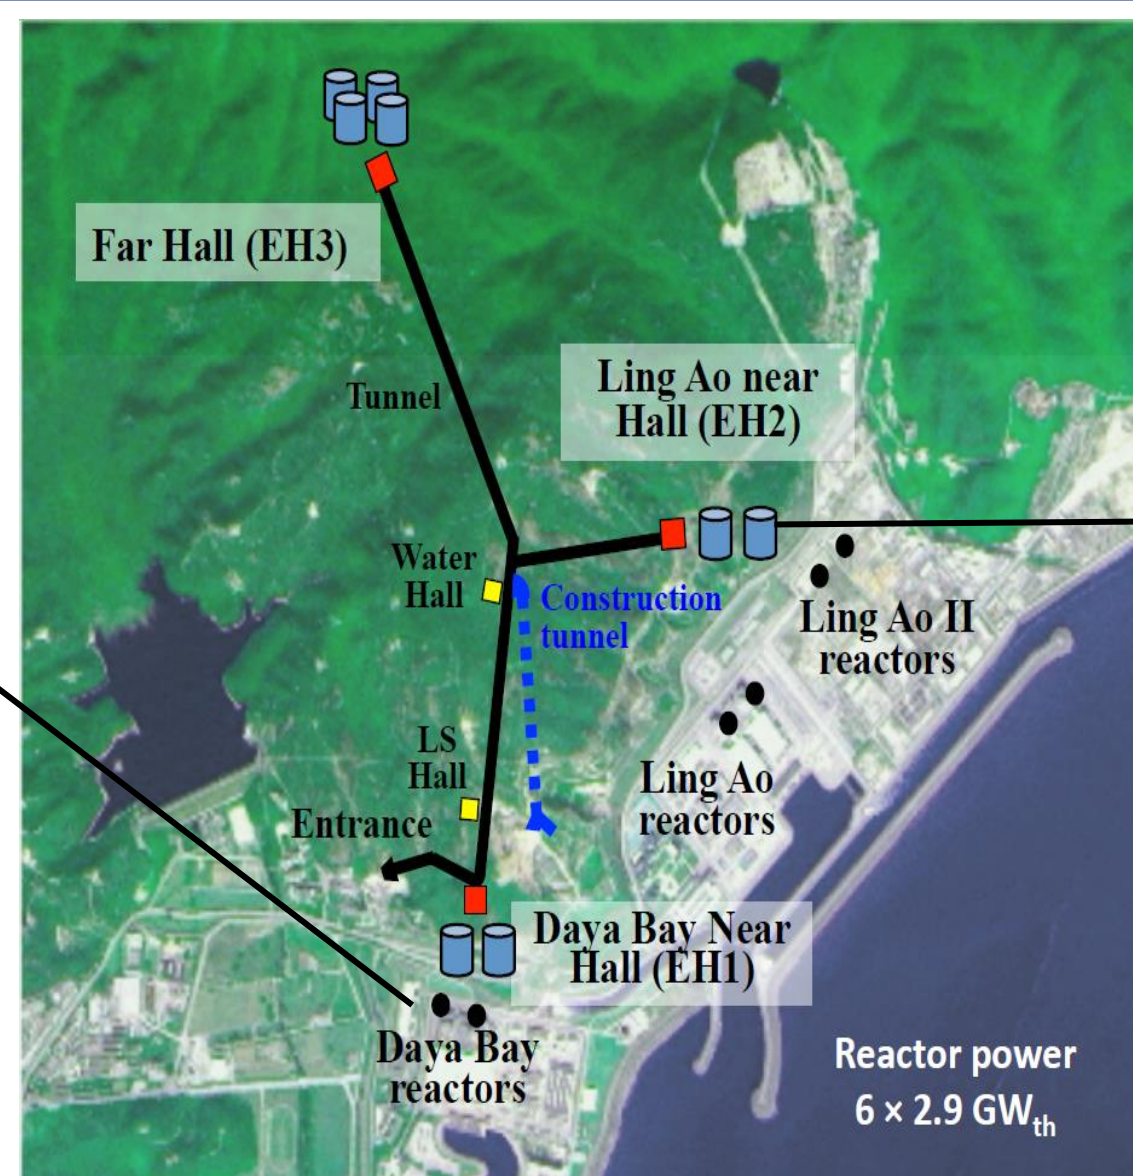 Far Hall (EH3)
Tunnel
Ling Ao near
Hall (EH2)
Water
Hall
Construction
tunnel
Ling Ao II
reactors
LS
Hall
Ling Ao
reactors
Entrance
Daya Bay Near
Hall (EH1)
Daya Bay
reactors
Reactor power
6 × 2.9 GWth